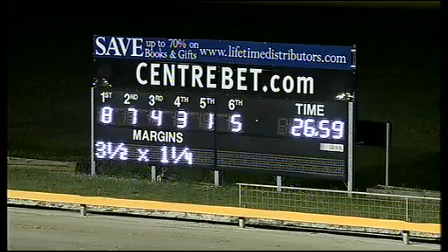 SAVE up to 70% on Books & Gifts www.lifetimedistributors.com
CENTREBET.com
1ST 2ND 3RD 4TH 5TH 6TH TIME
8 7 4 3 1 5 26.59
MARGINS
3½ x 1¼